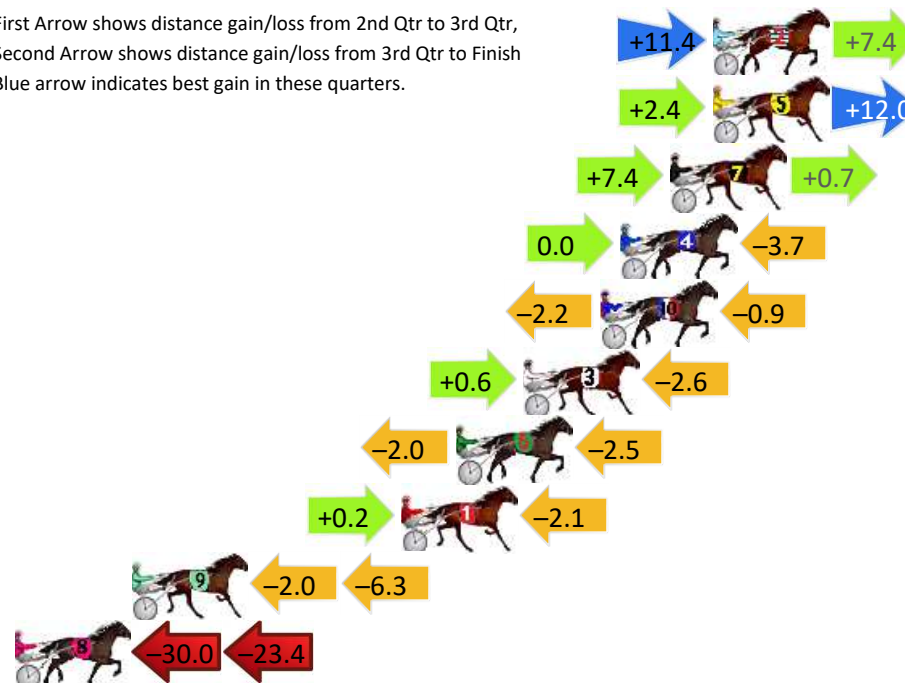 First Arrow shows distance gain/loss from 2nd Qtr to 3rd Qtr,
Second Arrow shows distance gain/loss from 3rd Qtr to Finish
Blue arrow indicates best gain in these quarters.
+11.4 +7.4
+2.4 5 +12.0
+7.4 7 +0.7
0.0 4 −3.7
−2.2 10 −0.9
+0.6 3 −2.6
−2.0 −2.5
+0.2 1 −2.1
9 −2.0 −6.3
8 −30.0 −23.4